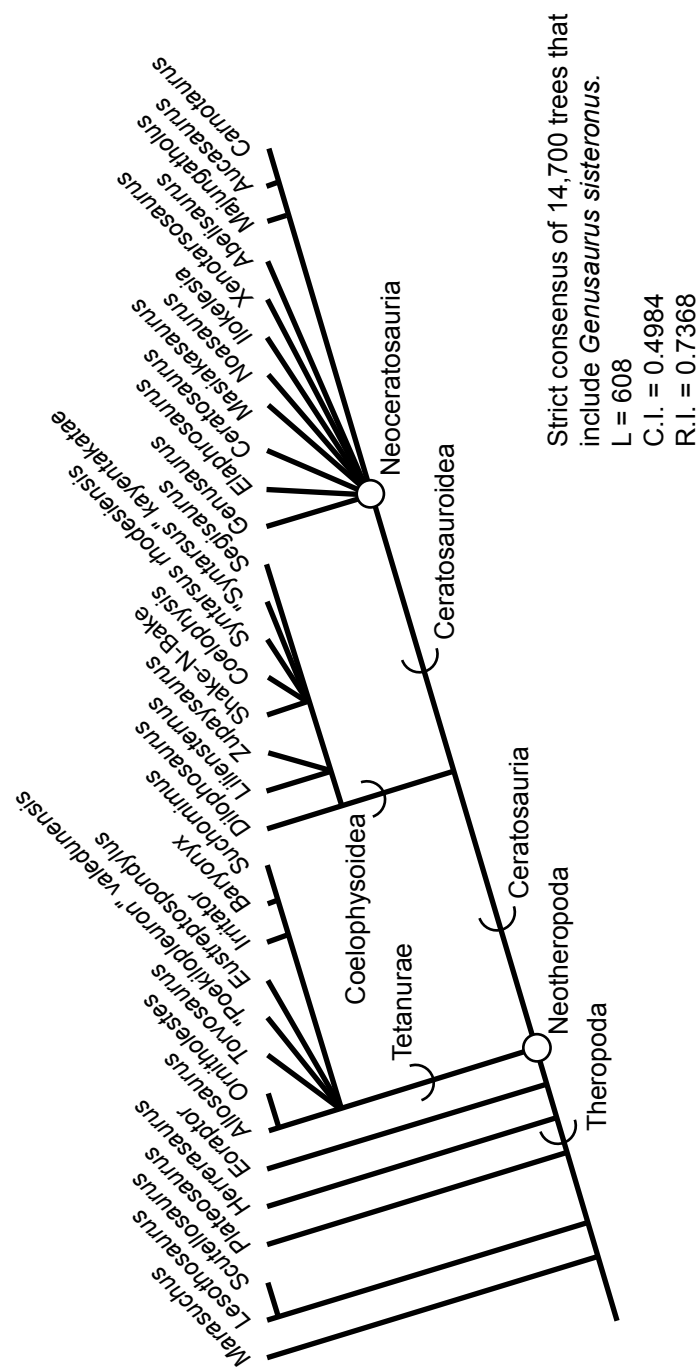 Marasuchus
Lesothosaurus
Scutellosaurus
Plateosaurus
Herrerasaurus
Eoraptor
Allosaurus
Ornitholestes
Torvosaurus
"Poekilopleuron" valedunensis
Eustreptospondylus
Irritator
Baryonyx
Suchomimus
Dilophosaurus
Liliensternus
Zupaysaurus
Shake-N-Bake
Coelophysis
Syntarsus rhodesiensis
"Syntarsus" kayentakatae
Segisaurus
Genusaurus
Elaphrosaurus
Ceratosaurus
Masiakasaurus
Noasaurus
Ilokelesia
Xenotarsosaurus
Abelisaurus
Majungatholus
Aucasaurus
Carnotaurus
Neoceratosauria
Ceratosauroidea
Coelophysoidea
Tetanurae
Ceratosauria
Neotheropoda
Theropoda
Strict consensus of 14,700 trees that
include Genusaurus sisteronus.
L = 608
C.I. = 0.4984
R.I. = 0.7368